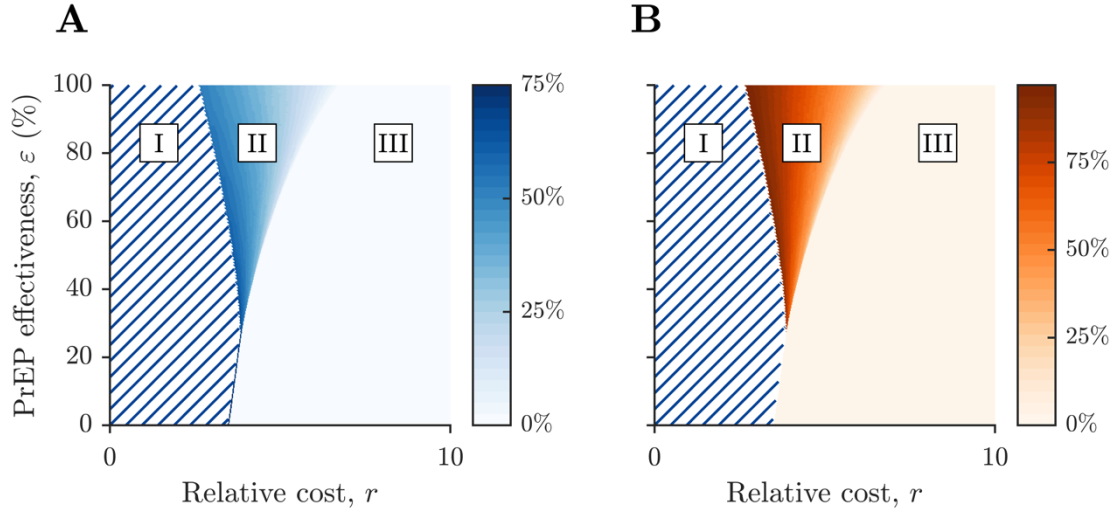 A
B
PrEP effectiveness, ε (%)
100
80
60
40
20
0
I
II
III
0
10
Relative cost, r
75%
50%
25%
0%
I
II
III
0
10
Relative cost, r
75%
50%
25%
0%